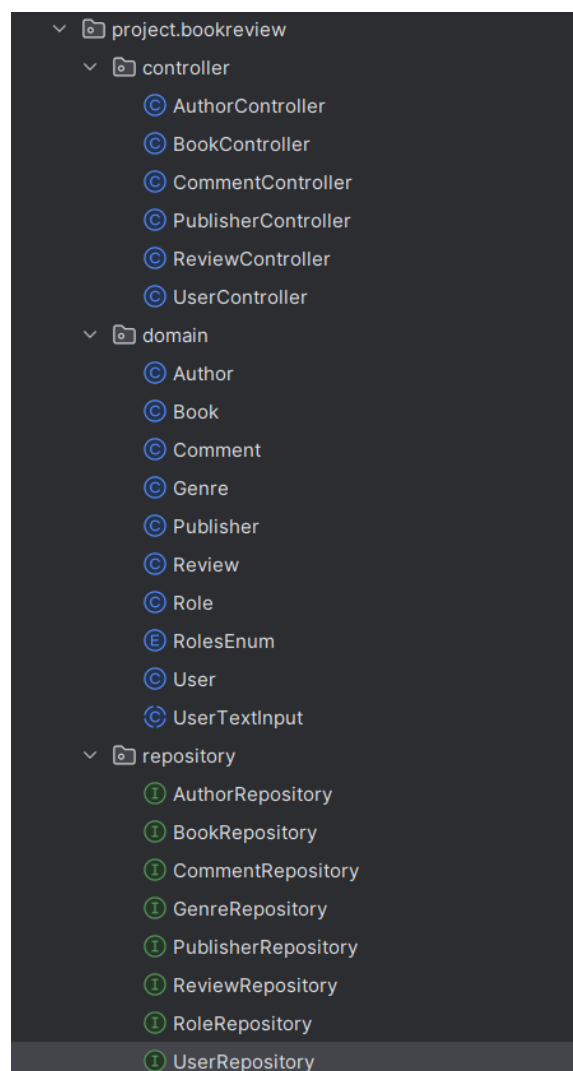 project.bookreview
controller
AuthorController
BookController
CommentController
PublisherController
ReviewController
UserController
domain
Author
Book
Comment
Genre
Publisher
Review
Role
RolesEnum
User
UserTextInput
repository
AuthorRepository
BookRepository
CommentRepository
GenreRepository
PublisherRepository
ReviewRepository
RoleRepository
UserRepository